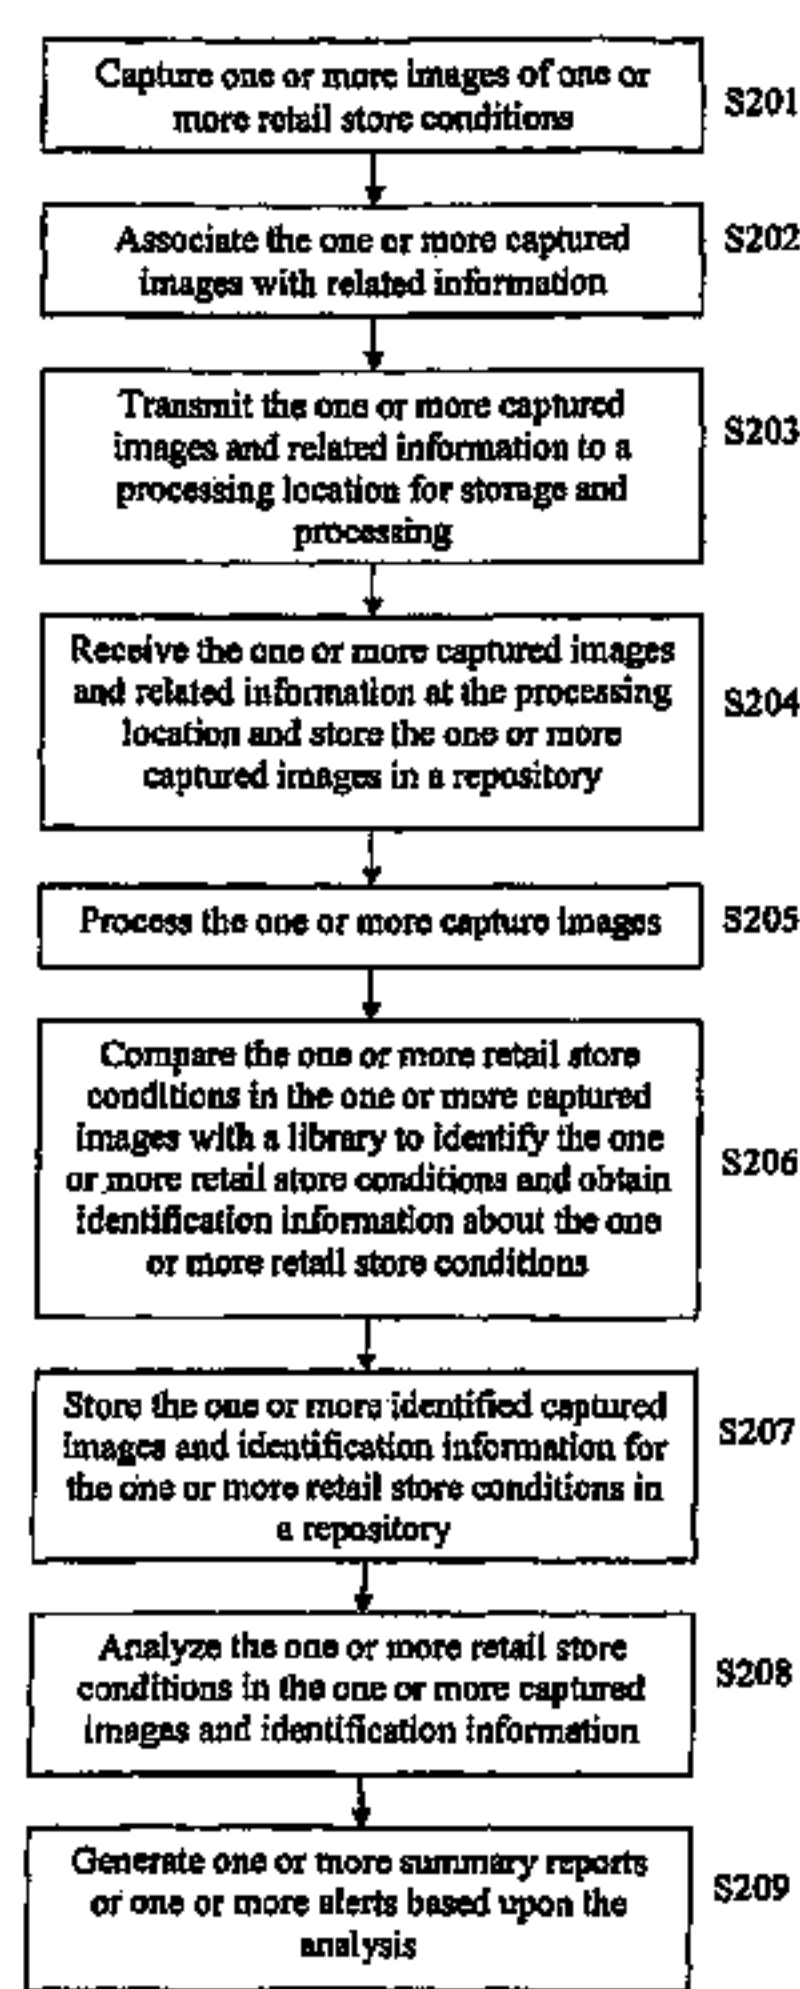 Capture one or more images of one or
more retail store conditions
S201
Associate the one or more captured
images with related information
S202
Transmit the one or more captured
images and related information to a
processing location for storage and
processing
S203
Receive the one or more captured images
and related information at the processing
location and store the one or more
captured images in a repository
S204
Process the one or more capture images
S205
Compare the one or more retail store
conditions in the one or more captured
images with a library to identify the one
or more retail store conditions and obtain
identification information about the one
or more retail store conditions
S206
Store the one or more identified captured
images and identification information for
the one or more retail store conditions in
a repository
S207
Analyze the one or more retail store
conditions in the one or more captured
images and identification information
S208
Generate one or more summary reports
or one or more alerts based upon the
analysis
S209